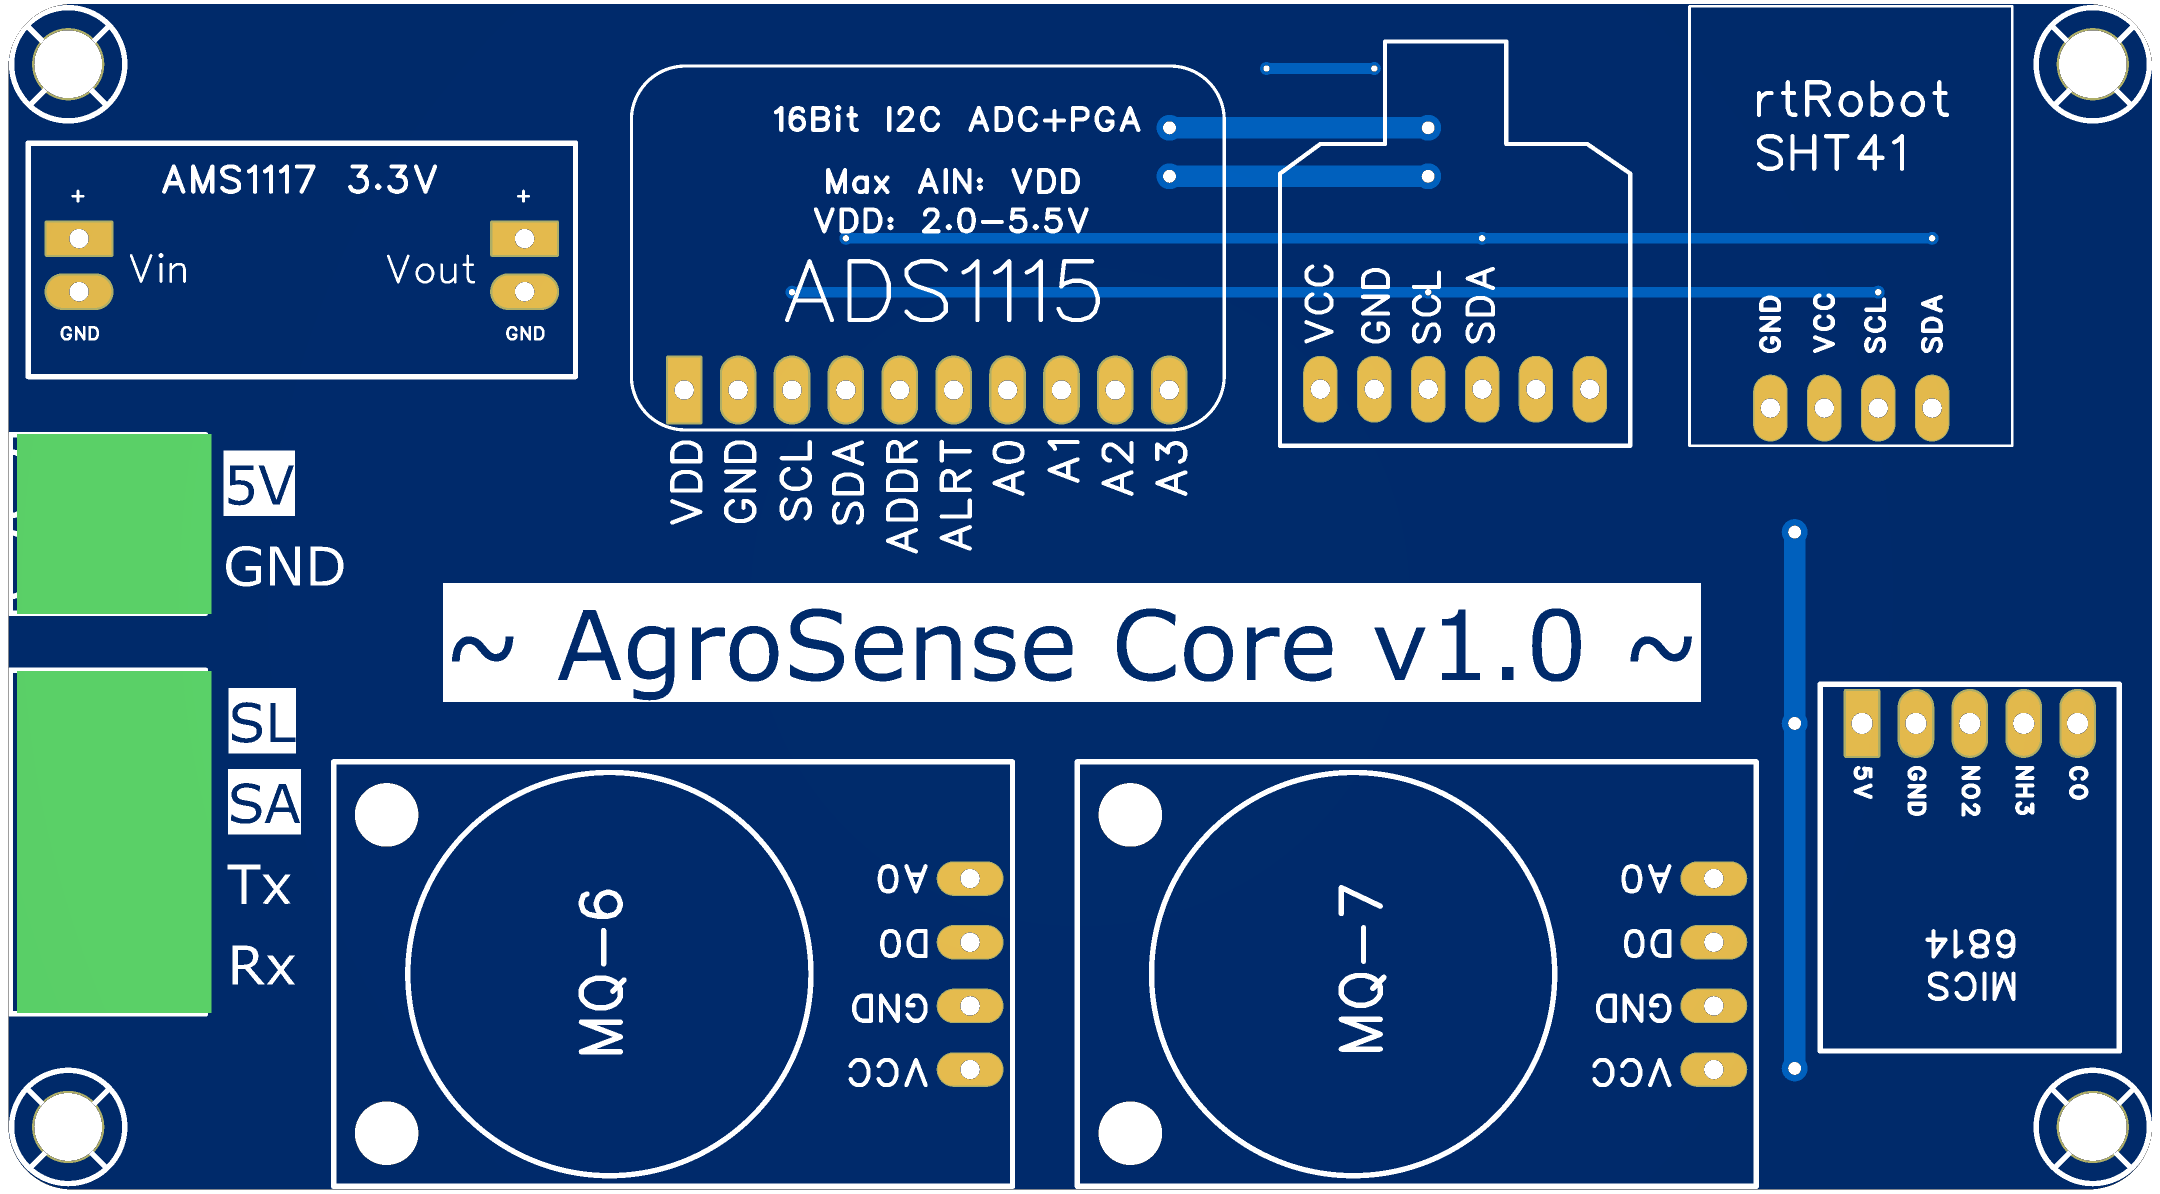 AMS1117 3.3V
+
+
Vin
Vout
GND
GND
16Bit I2C ADC+PGA
Max AIN: VDD
VDD: 2.0-5.5V
ADS1115
VDD
GND
SCL
SDA
ADDR
ALRT
A0
A1
A2
A3
VCC
GND
SCL
SDA
rtRobot
SHT41
GND
VCC
SCL
SDA
5V
GND
~ AgroSense Core v1.0 ~
SL
SA
Tx
Rx
MQ-6
A0
D0
GND
VCC
MQ-7
A0
D0
GND
VCC
5V
GND
NO2
NH3
CO
MICS
6814